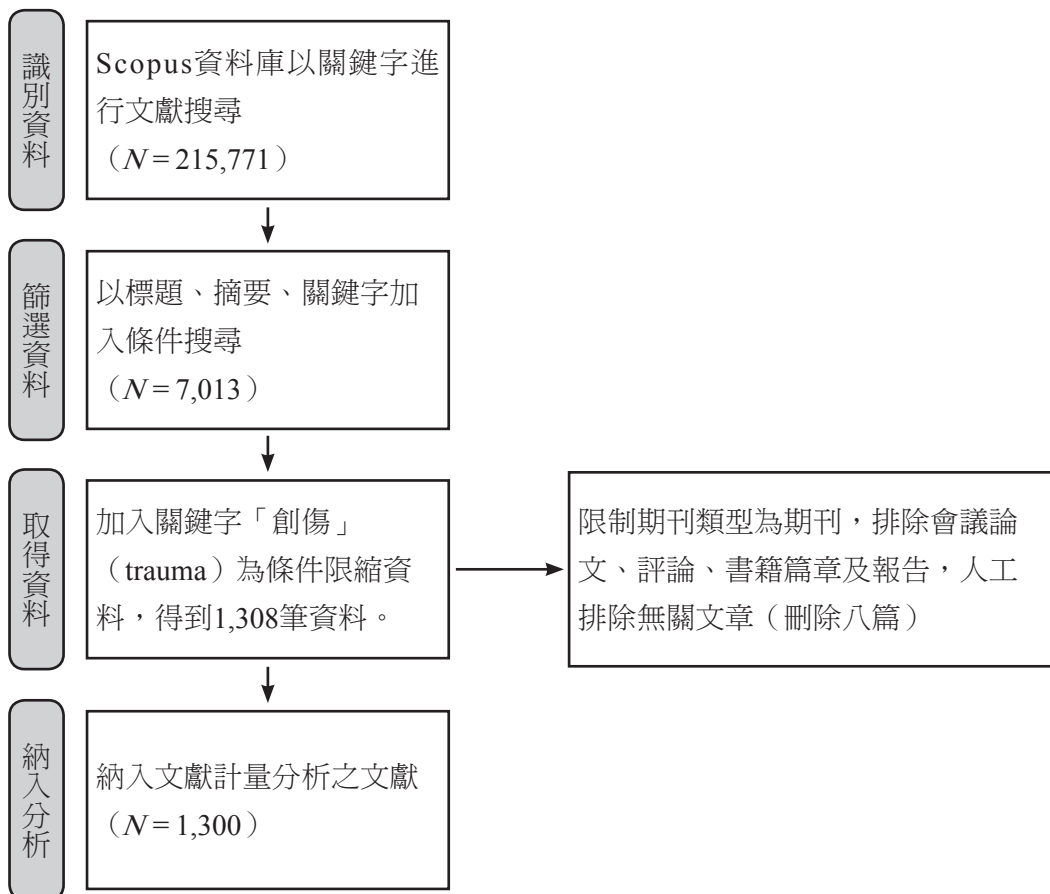 識別資料
Scopus資料庫以關鍵字進
行文獻搜尋
（N = 215,771）
篩選資料
以標題、摘要、關鍵字加
入條件搜尋
（N = 7,013）
取得資料
加入關鍵字「創傷」
（trauma）為條件限縮資
料，得到1,308筆資料。
限制期刊類型為期刊，排除會議論
文、評論、書籍篇章及報告，人工
排除無關文章（刪除八篇）
納入分析
納入文獻計量分析之文獻
（N = 1,300）